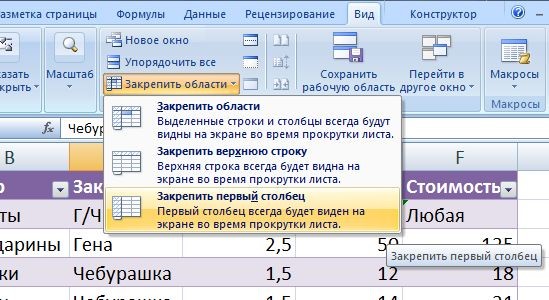 азметка страницы Формулы Данные Рецензирование Вид Конструктор
Новое окно
азать
крыть
Масштаб
Упорядочить все
Закрепить области
Сохранить
рабочую область
Перейти в
другое окно
Макросы
Макросы
fx Чебур
Закрепить области
Выделенные строки и столбцы всегда будут
видны на экране во время прокрутки листа.
Закрепить верхнюю строку
Верхняя строка всегда будет видна на
экране во время прокрутки листа.
Закрепить первый столбец
Первый столбец всегда будет виден на
экране во время прокрутки листа.
Закрепить первый столбец
B F
р Зак Стоимость
ты Г/Ч Любая
дарины Гена 2,5 50 125
ки Чебурашка 1,5 12 18